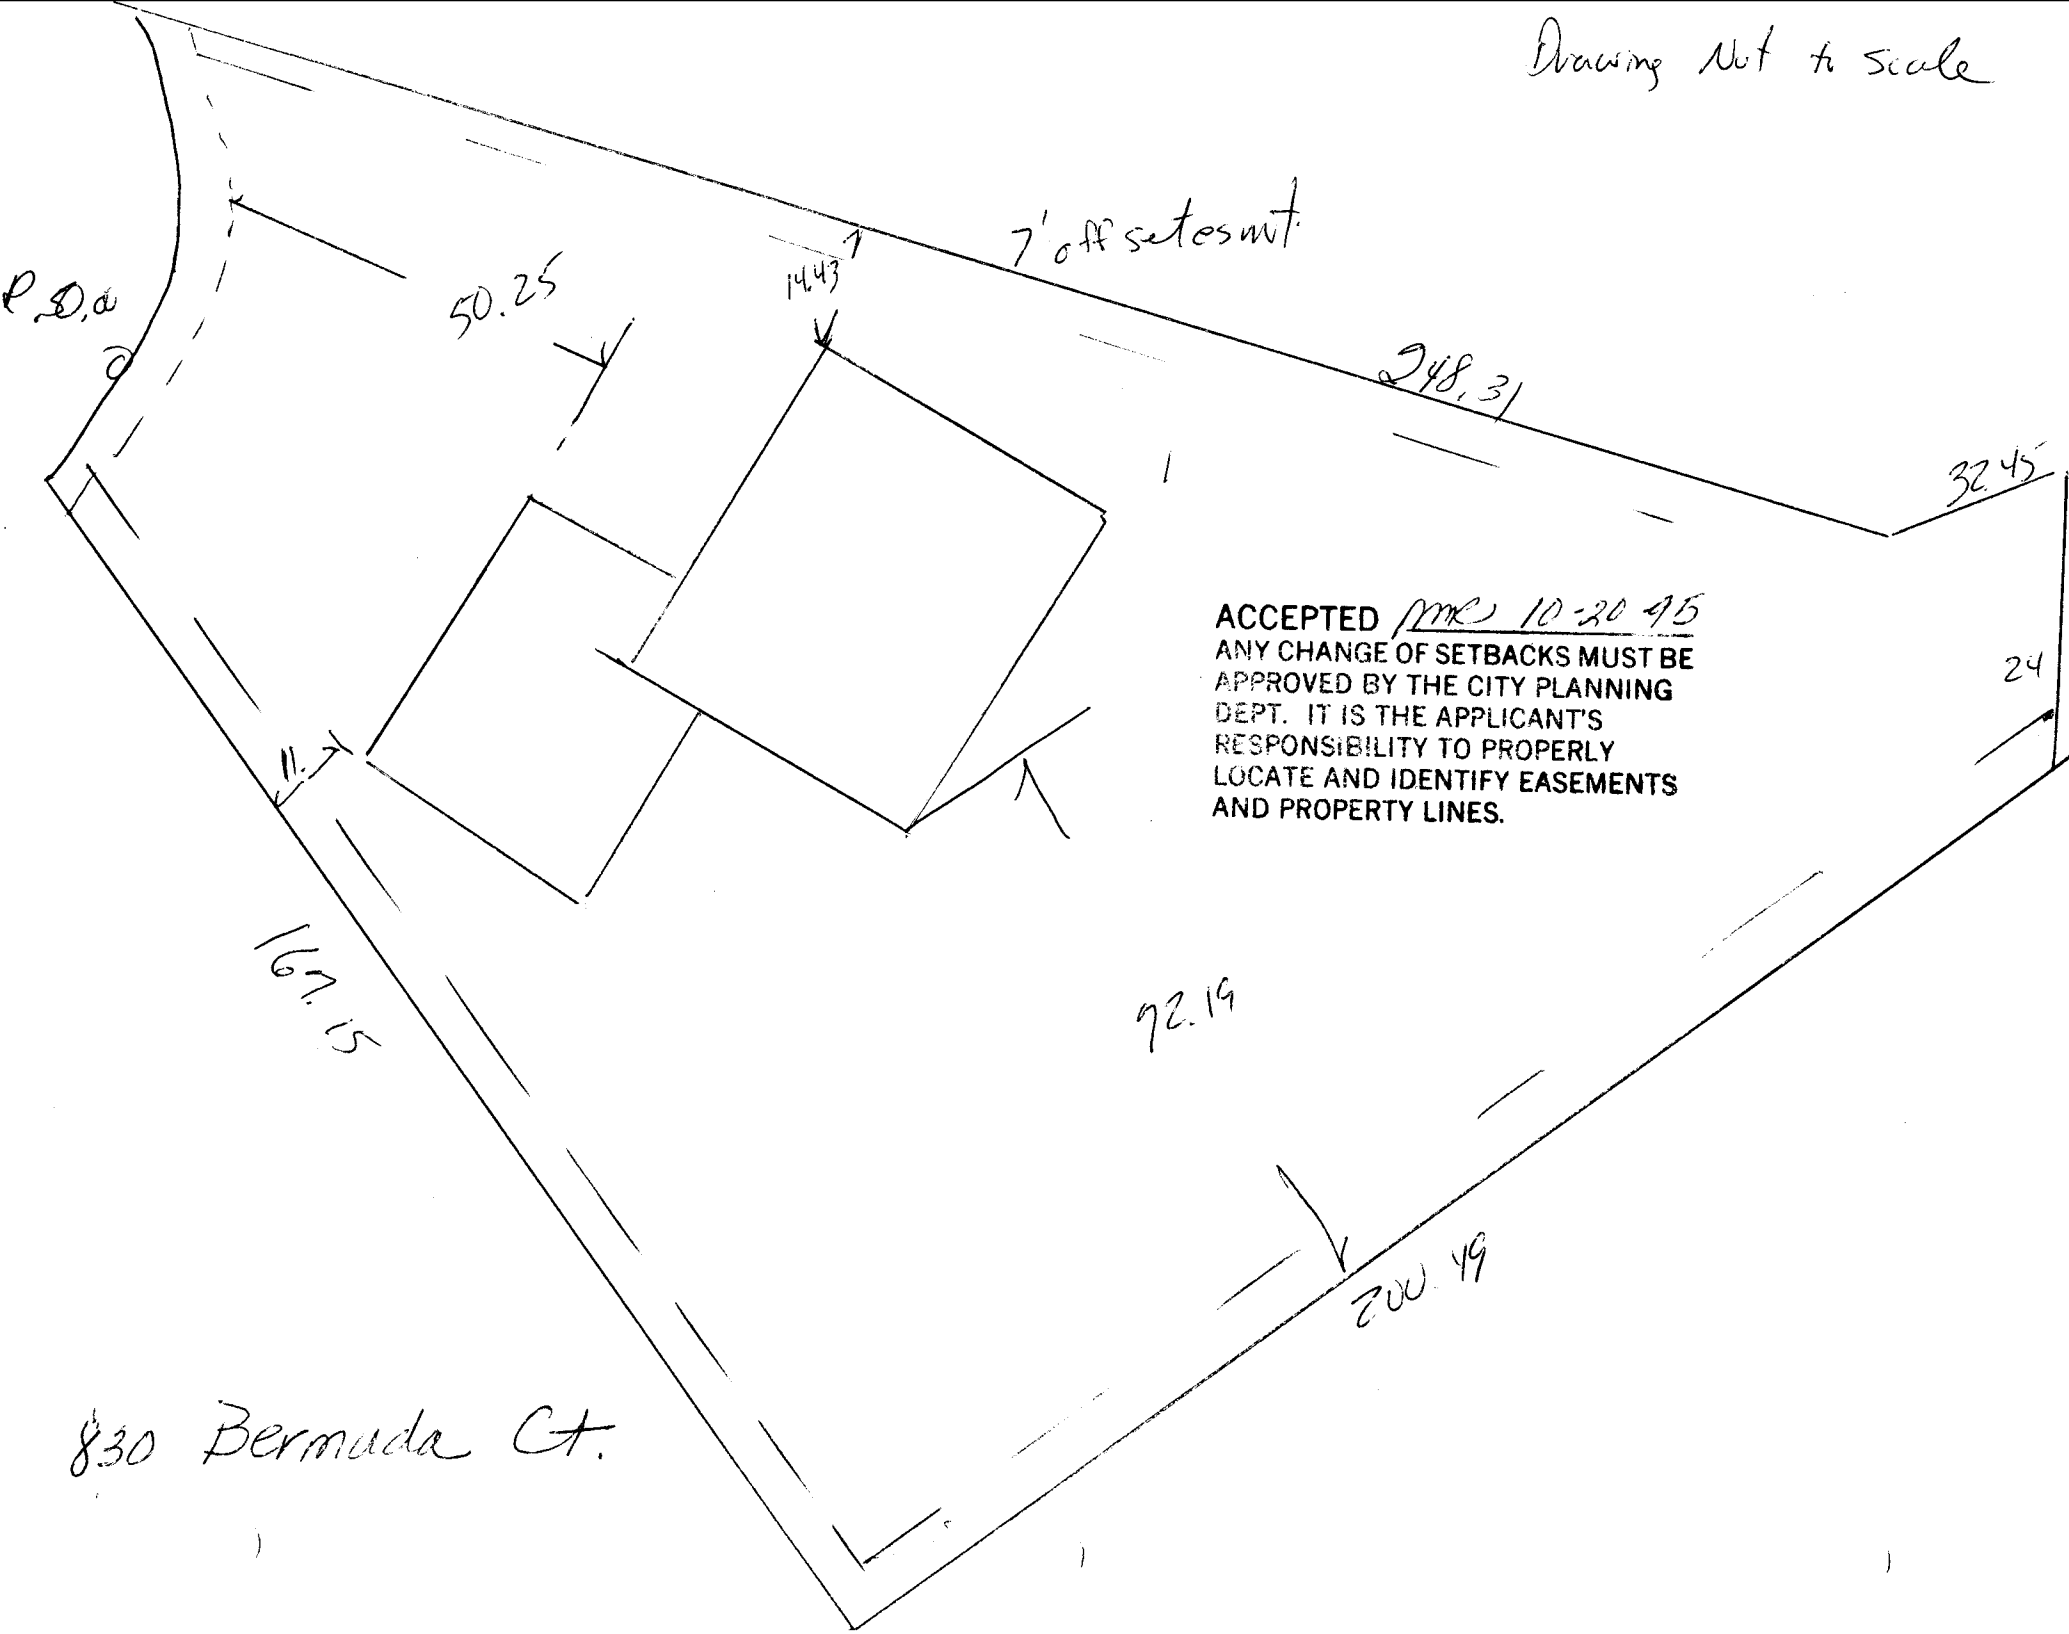 Drawing Not to Scale
7' off set esmt.
50.25
14.43
248.31
32.45
ACCEPTED 10-20-95
ANY CHANGE OF SETBACKS MUST BE
APPROVED BY THE CITY PLANNING
DEPT. IT IS THE APPLICANT'S
RESPONSIBILITY TO PROPERLY
LOCATE AND IDENTIFY EASEMENTS
AND PROPERTY LINES.
24
11.
167.15
92.19
200.49
830 Bermuda Ct.